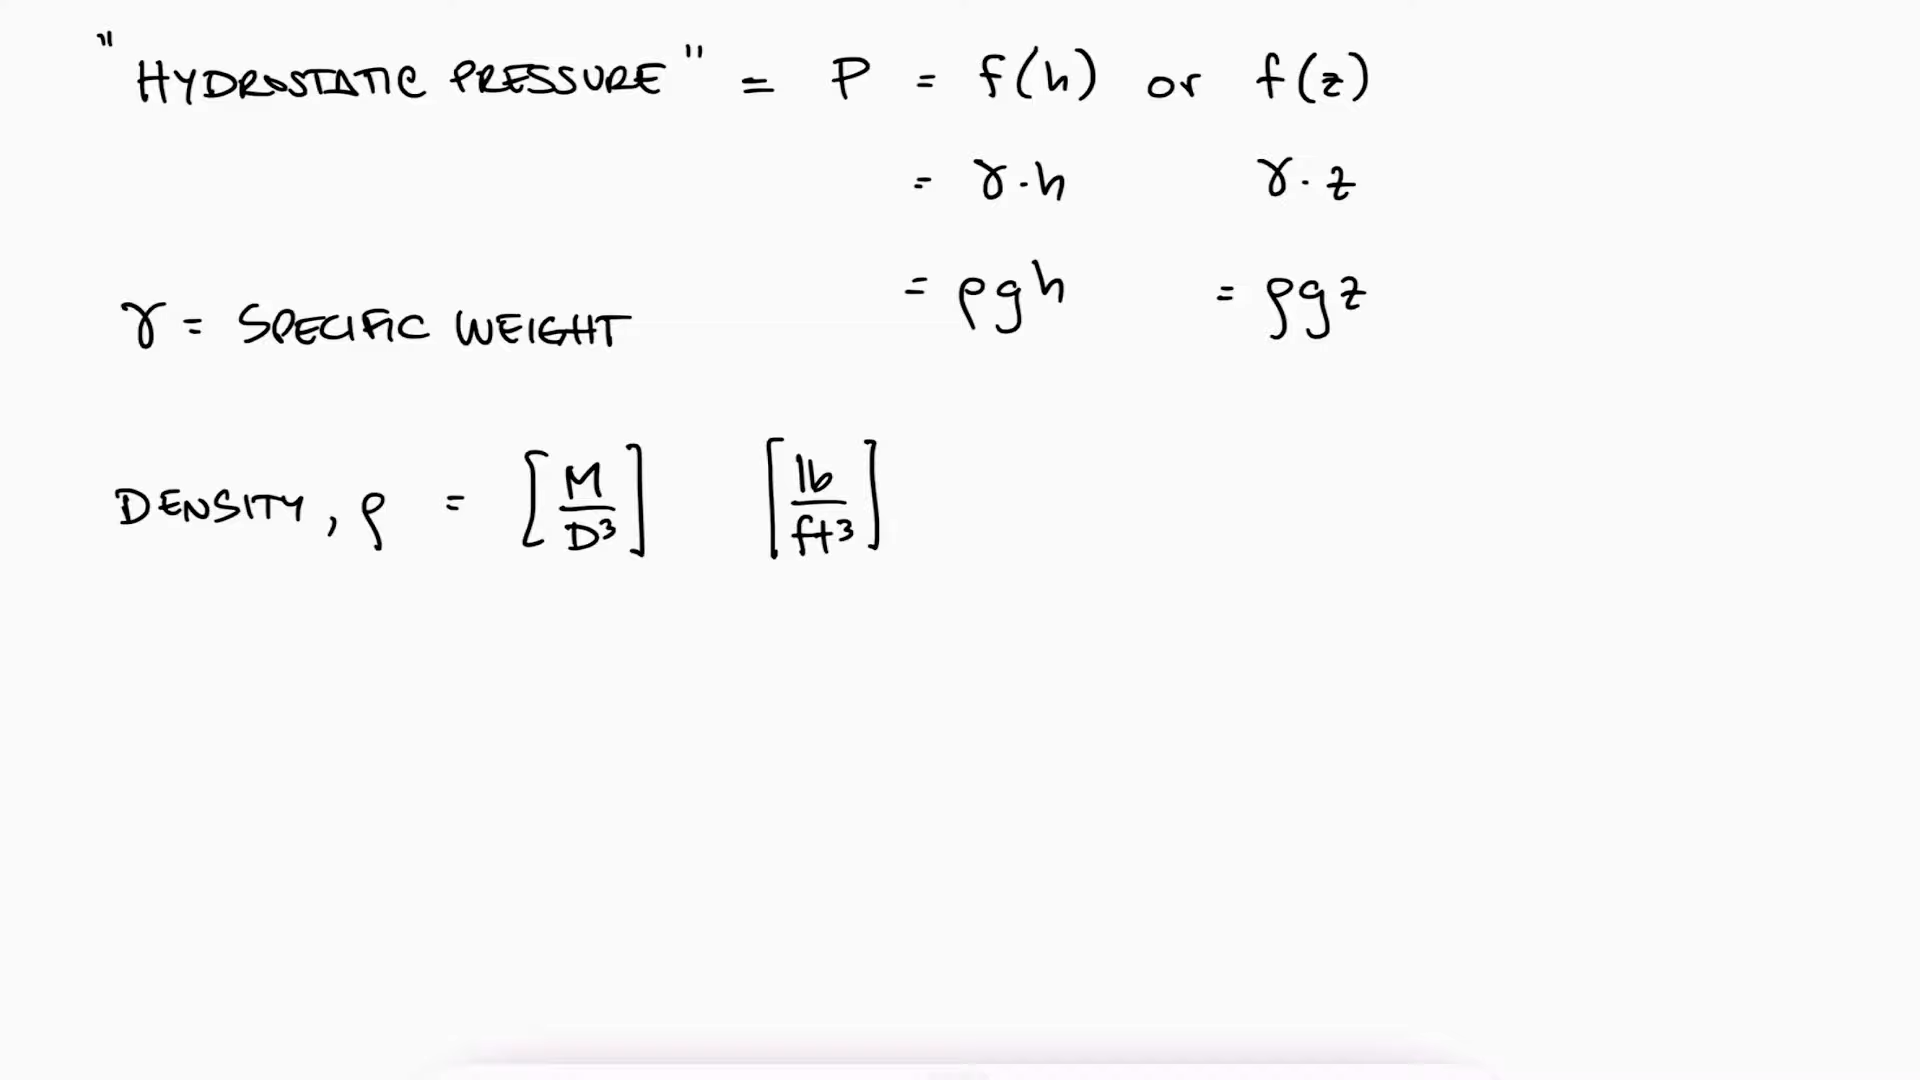 "HYDROSTATIC PRESSURE" = P = f(h) or f(z)
= γ·h γ·z
= ρgh = ρgz
γ = SPECIFIC WEIGHT
DENSITY, ρ = [M/D³] [lb/ft³]